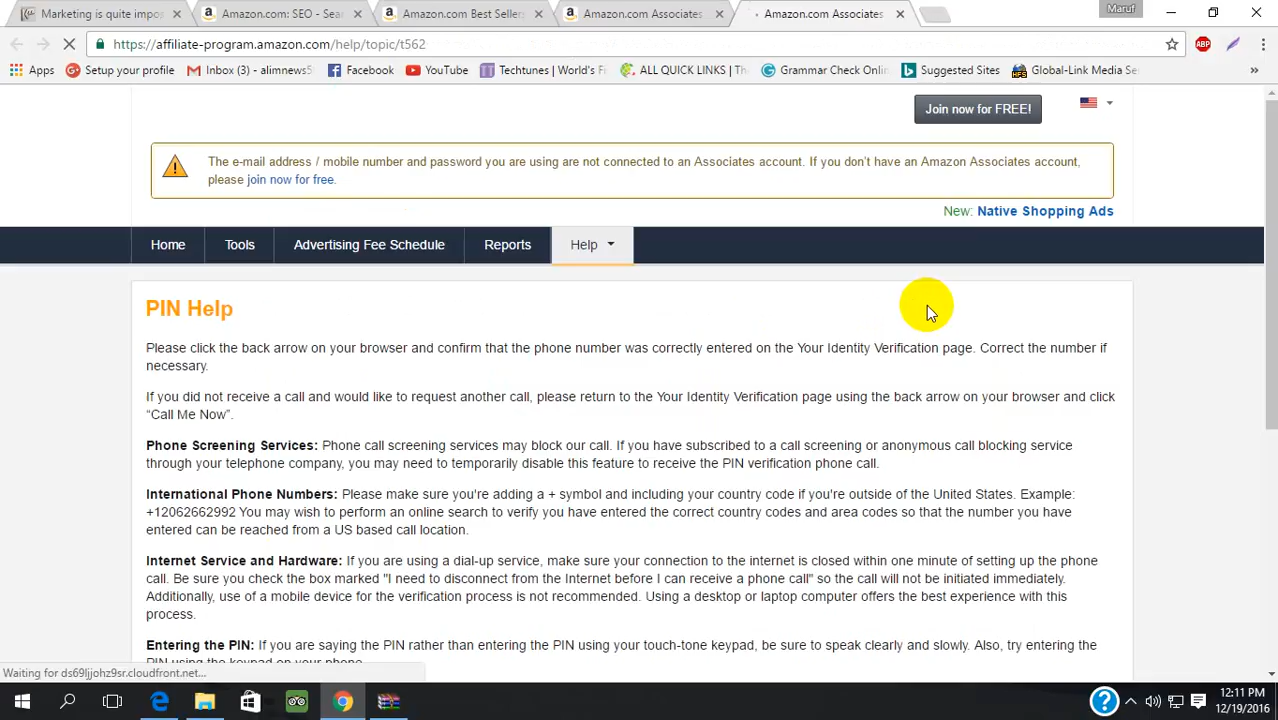 Marketing is quite impos
Amazon.com: SEO - Sear
Amazon.com Best Sellers
Amazon.com Associates
Amazon.com Associates
Maruf
https://affiliate-program.amazon.com/help/topic/t562
Apps
Setup your profile
Inbox (3) - alimnews5
Facebook
YouTube
Techtunes | World's Fi
ALL QUICK LINKS | Th
Grammar Check Onlin
Suggested Sites
Global-Link Media Se
»
Join now for FREE!
The e-mail address / mobile number and password you are using are not connected to an Associates account. If you don't have an Amazon Associates account,
please join now for free.
New: Native Shopping Ads
Home Tools Advertising Fee Schedule Reports Help
PIN Help
Please click the back arrow on your browser and confirm that the phone number was correctly entered on the Your Identity Verification page. Correct the number if
necessary.
If you did not receive a call and would like to request another call, please return to the Your Identity Verification page using the back arrow on your browser and click
“Call Me Now”.
Phone Screening Services: Phone call screening services may block our call. If you have subscribed to a call screening or anonymous call blocking service
through your telephone company, you may need to temporarily disable this feature to receive the PIN verification phone call.
International Phone Numbers: Please make sure you're adding a + symbol and including your country code if you're outside of the United States. Example:
+12062662992 You may wish to perform an online search to verify you have entered the correct country codes and area codes so that the number you have
entered can be reached from a US based call location.
Internet Service and Hardware: If you are using a dial-up service, make sure your connection to the internet is closed within one minute of setting up the phone
call. Be sure you check the box marked "I need to disconnect from the Internet before I can receive a phone call" so the call will not be initiated immediately.
Additionally, use of a mobile device for the verification process is not recommended. Using a desktop or laptop computer offers the best experience with this
process.
Entering the PIN: If you are saying the PIN rather than entering the PIN using your touch-tone keypad, be sure to speak clearly and slowly. Also, try entering the
PIN using the keypad on your phone.
Waiting for ds69ljjohz9sr.cloudfront.net...
12:11 PM
12/19/2016